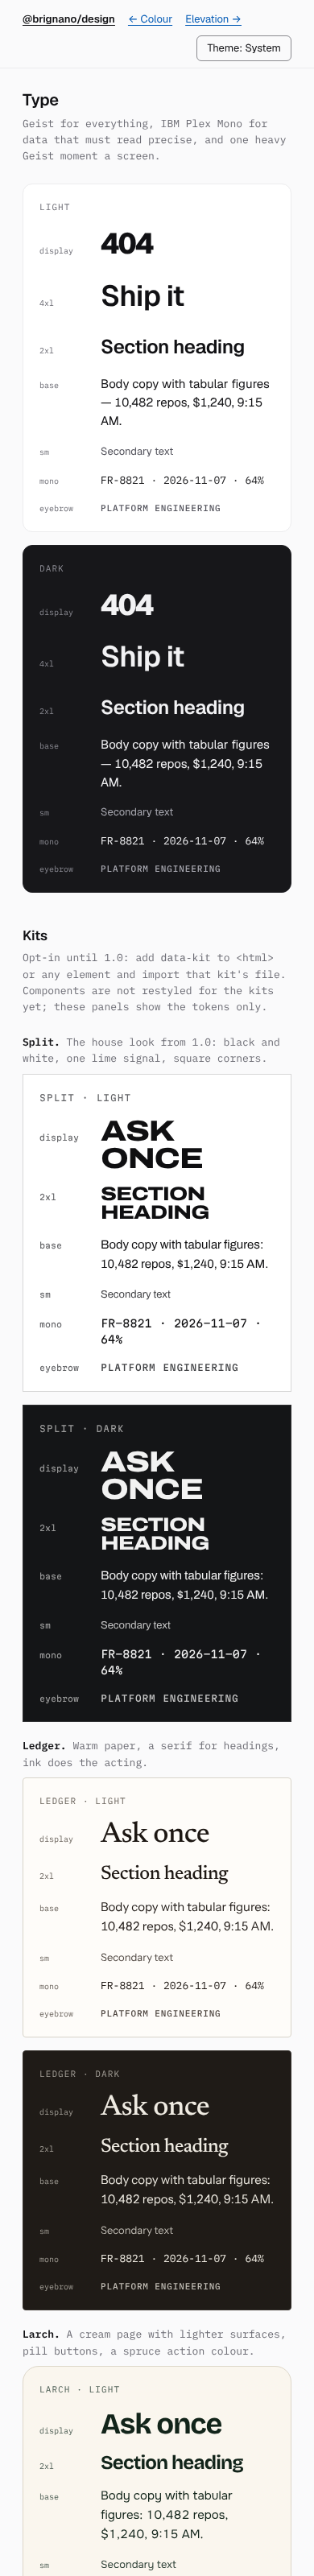 @brignano/design ← Colour Elevation →
Theme: System
Type
Geist for everything, IBM Plex Mono for
data that must read precise, and one heavy
Geist moment a screen.
LIGHT
display 404
4xl Ship it
2xl Section heading
base Body copy with tabular figures
— 10,482 repos, $1,240, 9:15
AM.
sm Secondary text
mono FR-8821 · 2026-11-07 · 64%
eyebrow PLATFORM ENGINEERING
DARK
display 404
4xl Ship it
2xl Section heading
base Body copy with tabular figures
— 10,482 repos, $1,240, 9:15
AM.
sm Secondary text
mono FR-8821 · 2026-11-07 · 64%
eyebrow PLATFORM ENGINEERING
Kits
Opt-in until 1.0: add data-kit to <html>
or any element and import that kit's file.
Components are not restyled for the kits
yet; these panels show the tokens only.
Split. The house look from 1.0: black and
white, one lime signal, square corners.
SPLIT · LIGHT
display ASK
ONCE
2xl SECTION
HEADING
base Body copy with tabular figures:
10,482 repos, $1,240, 9:15 AM.
sm Secondary text
mono FR-8821 · 2026-11-07 ·
64%
eyebrow PLATFORM ENGINEERING
SPLIT · DARK
display ASK
ONCE
2xl SECTION
HEADING
base Body copy with tabular figures:
10,482 repos, $1,240, 9:15 AM.
sm Secondary text
mono FR-8821 · 2026-11-07 ·
64%
eyebrow PLATFORM ENGINEERING
Ledger. Warm paper, a serif for headings,
ink does the acting.
LEDGER · LIGHT
display Ask once
2xl Section heading
base Body copy with tabular figures:
10,482 repos, $1,240, 9:15 AM.
sm Secondary text
mono FR-8821 · 2026-11-07 · 64%
eyebrow PLATFORM ENGINEERING
LEDGER · DARK
display Ask once
2xl Section heading
base Body copy with tabular figures:
10,482 repos, $1,240, 9:15 AM.
sm Secondary text
mono FR-8821 · 2026-11-07 · 64%
eyebrow PLATFORM ENGINEERING
Larch. A cream page with lighter surfaces,
pill buttons, a spruce action colour.
LARCH · LIGHT
display Ask once
2xl Section heading
base Body copy with tabular
figures: 10,482 repos,
$1,240, 9:15 AM.
sm Secondary text